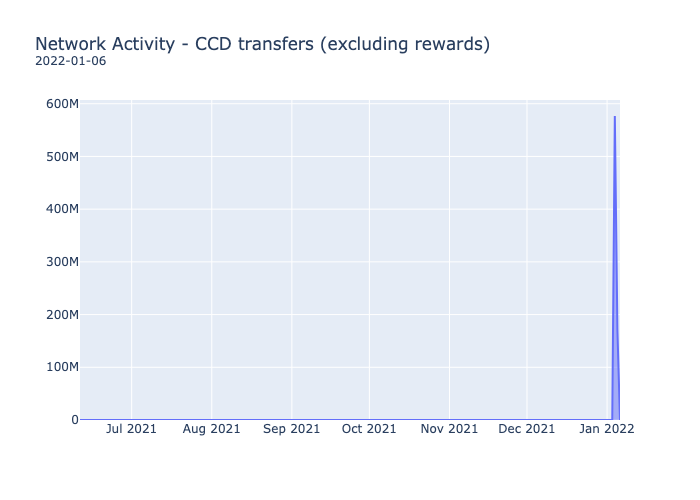 Network Activity - CCD transfers (excluding rewards)
2022-01-06
600M
500M
400M
300M
200M
100M
0
Jul 2021 Aug 2021 Sep 2021 Oct 2021 Nov 2021 Dec 2021 Jan 2022